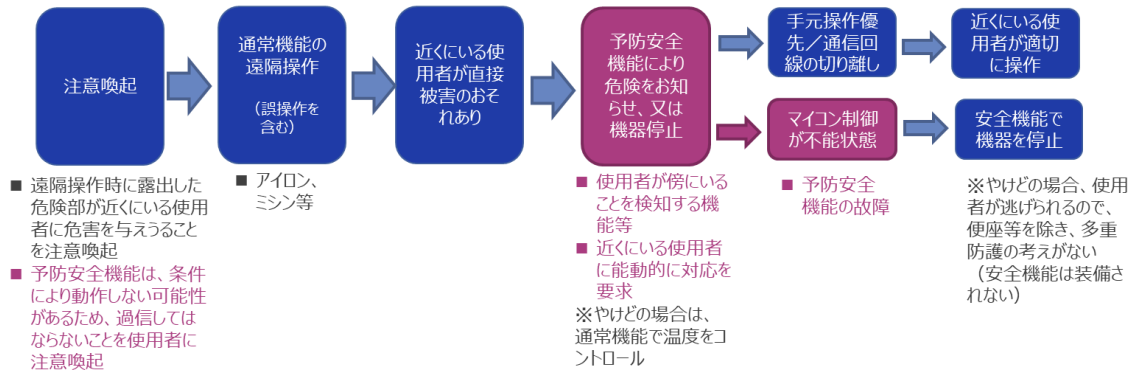 注意喚起
通常機能の
遠隔操作
（誤操作を
含む）
近くにいる使
用者が直接
被害のおそ
れあり
予防安全
機能により
危険をお知
らせ、又は
機器停止
手元操作優
先／通信回
線の切り離し
近くにいる使
用者が適切
に操作
マイコン制御
が不能状態
安全機能で
機器を停止
■ 遠隔操作時に露出した
危険部が近くにいる使用
者に危害を与えうること
を注意喚起
■ 予防安全機能は、条件
により動作しない可能性
があるため、過信しては
ならないことを使用者に
注意喚起
■ アイロン、
ミシン等
■ 使用者が傍にいる
ことを検知する機
能等
■ 近くにいる使用者
に能動的に対応を
要求
※やけどの場合は、
通常機能で温度をコ
ントロール
■ 予防安全
機能の故障
※やけどの場合、使用
者が逃げられるので、
便座等を除き、多重
防護の考えがない
（安全機能は装備さ
れない）